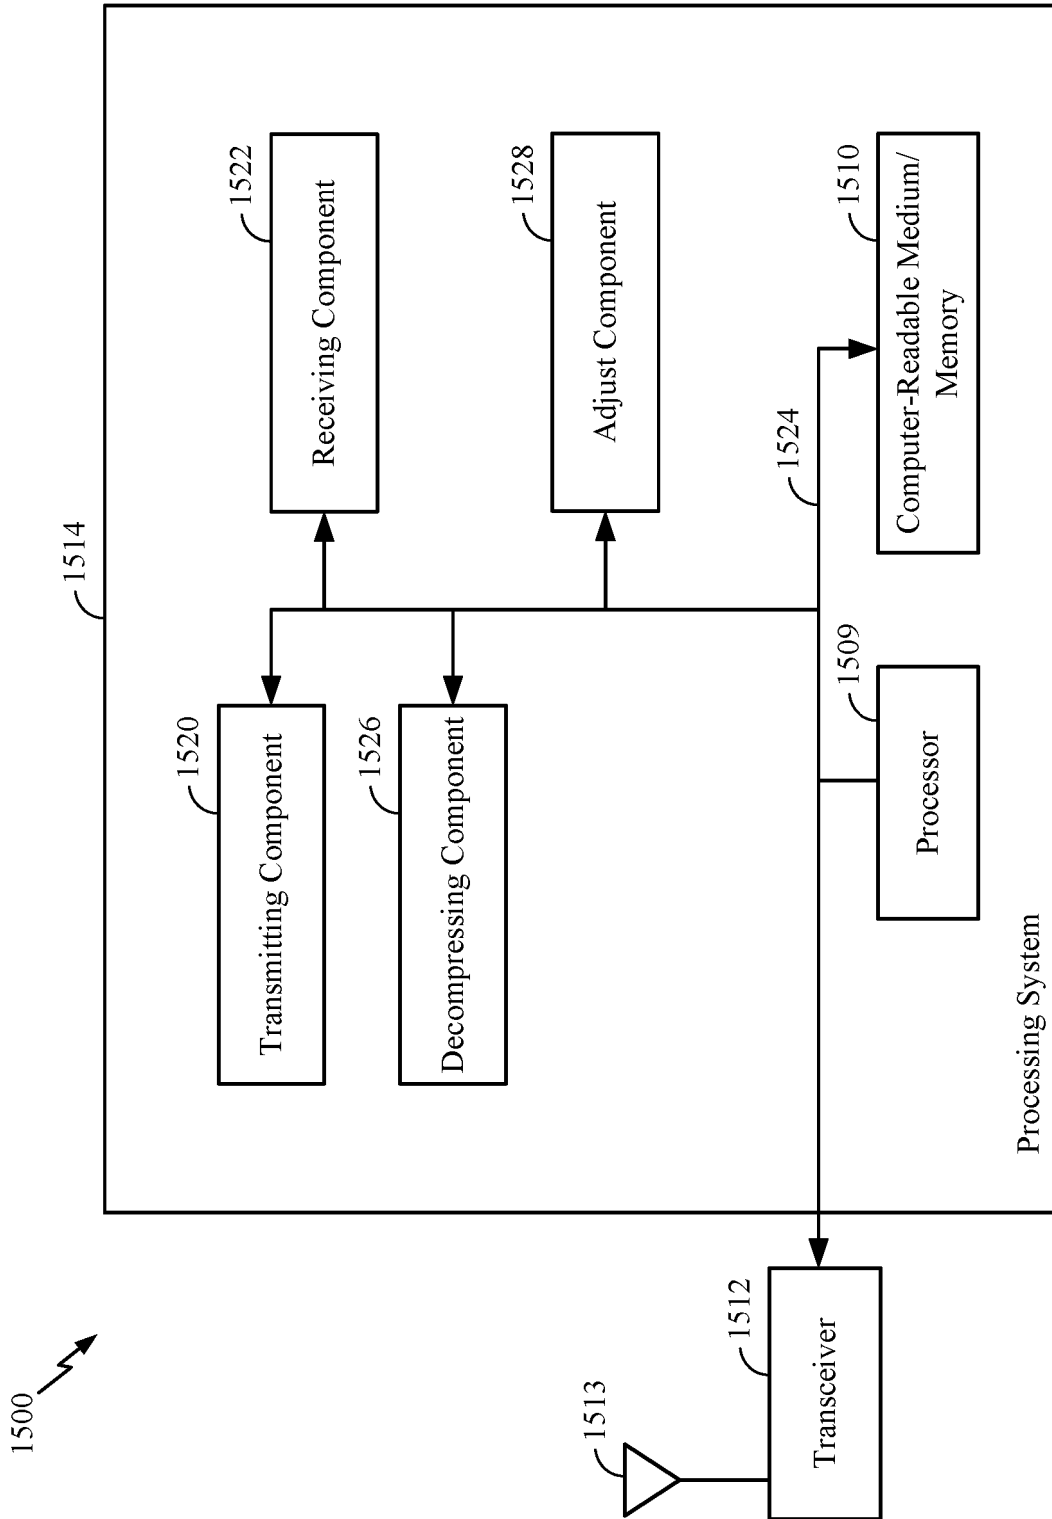 1500
1514
1520
Transmitting Component
1522
Receiving Component
1526
Decompressing Component
1528
Adjust Component
1513
1512
Transceiver
1524
1509
Processor
1510
Computer-Readable Medium/
Memory
Processing System